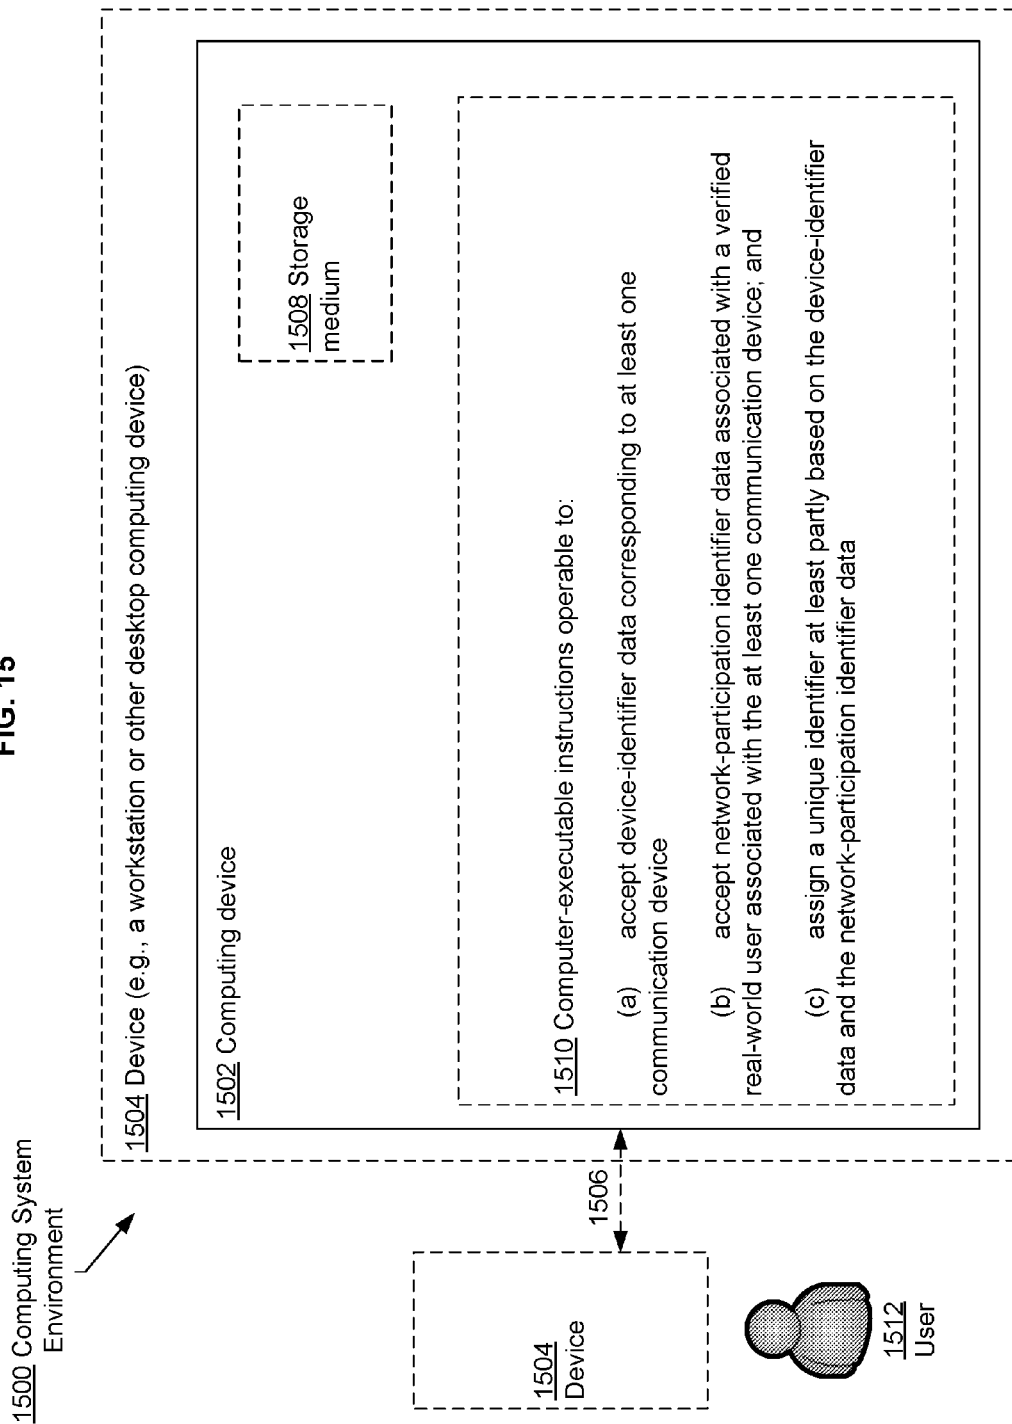 FIG. 15
1500 Computing System
Environment
1504 Device (e.g., a workstation or other desktop computing device)
1502 Computing device
1508 Storage
medium
1510 Computer-executable instructions operable to:
(a) accept device-identifier data corresponding to at least one
communication device
(b) accept network-participation identifier data associated with a verified
real-world user associated with the at least one communication device; and
(c) assign a unique identifier at least partly based on the device-identifier
data and the network-participation identifier data
1506
1504
Device
1512
User